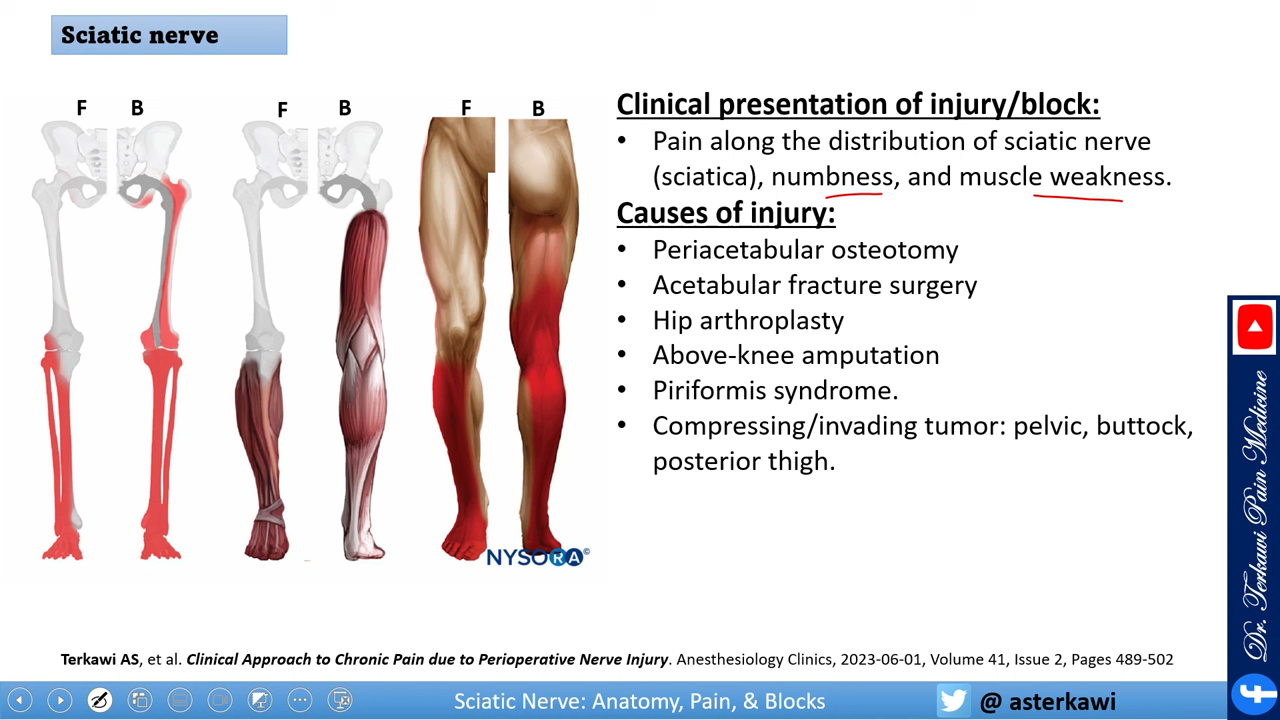 Sciatic nerve
F B F B F B
Clinical presentation of injury/block:
• Pain along the distribution of sciatic nerve
(sciatica), numbness, and muscle weakness.
Causes of injury:
• Periacetabular osteotomy
• Acetabular fracture surgery
• Hip arthroplasty
• Above-knee amputation
• Piriformis syndrome.
• Compressing/invading tumor: pelvic, buttock,
posterior thigh.
NYSORA©
Dr. Terkawi Pain Medicine
Terkawi AS, et al. Clinical Approach to Chronic Pain due to Perioperative Nerve Injury. Anesthesiology Clinics, 2023-06-01, Volume 41, Issue 2, Pages 489-502
Sciatic Nerve: Anatomy, Pain, & Blocks
@ asterkawi